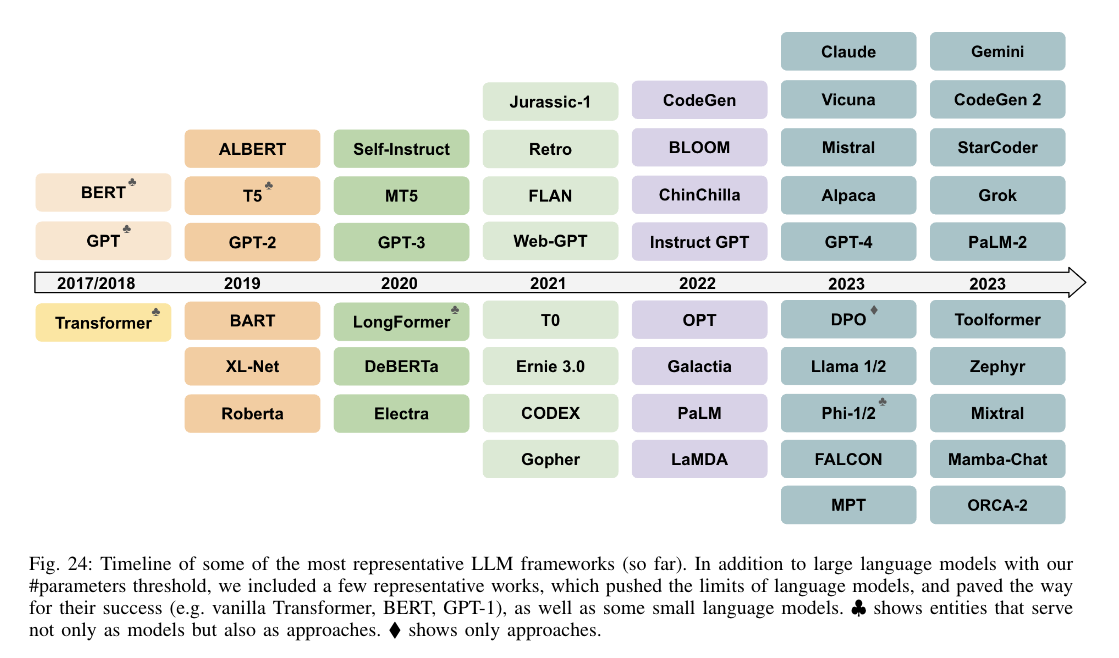 Claude Gemini
Jurassic-1 CodeGen Vicuna CodeGen 2
ALBERT Self-Instruct Retro BLOOM Mistral StarCoder
BERT♣ T5♣ MT5 FLAN ChinChilla Alpaca Grok
GPT♣ GPT-2 GPT-3 Web-GPT Instruct GPT GPT-4 PaLM-2
2017/2018 2019 2020 2021 2022 2023 2023
Transformer♣ BART LongFormer♣ T0 OPT DPO♦ Toolformer
XL-Net DeBERTa Ernie 3.0 Galactia Llama 1/2 Zephyr
Roberta Electra CODEX PaLM Phi-1/2♣ Mixtral
Gopher LaMDA FALCON Mamba-Chat
MPT ORCA-2
Fig. 24: Timeline of some of the most representative LLM frameworks (so far). In addition to large language models with our
#parameters threshold, we included a few representative works, which pushed the limits of language models, and paved the way
for their success (e.g. vanilla Transformer, BERT, GPT-1), as well as some small language models. ♣ shows entities that serve
not only as models but also as approaches. ♦ shows only approaches.